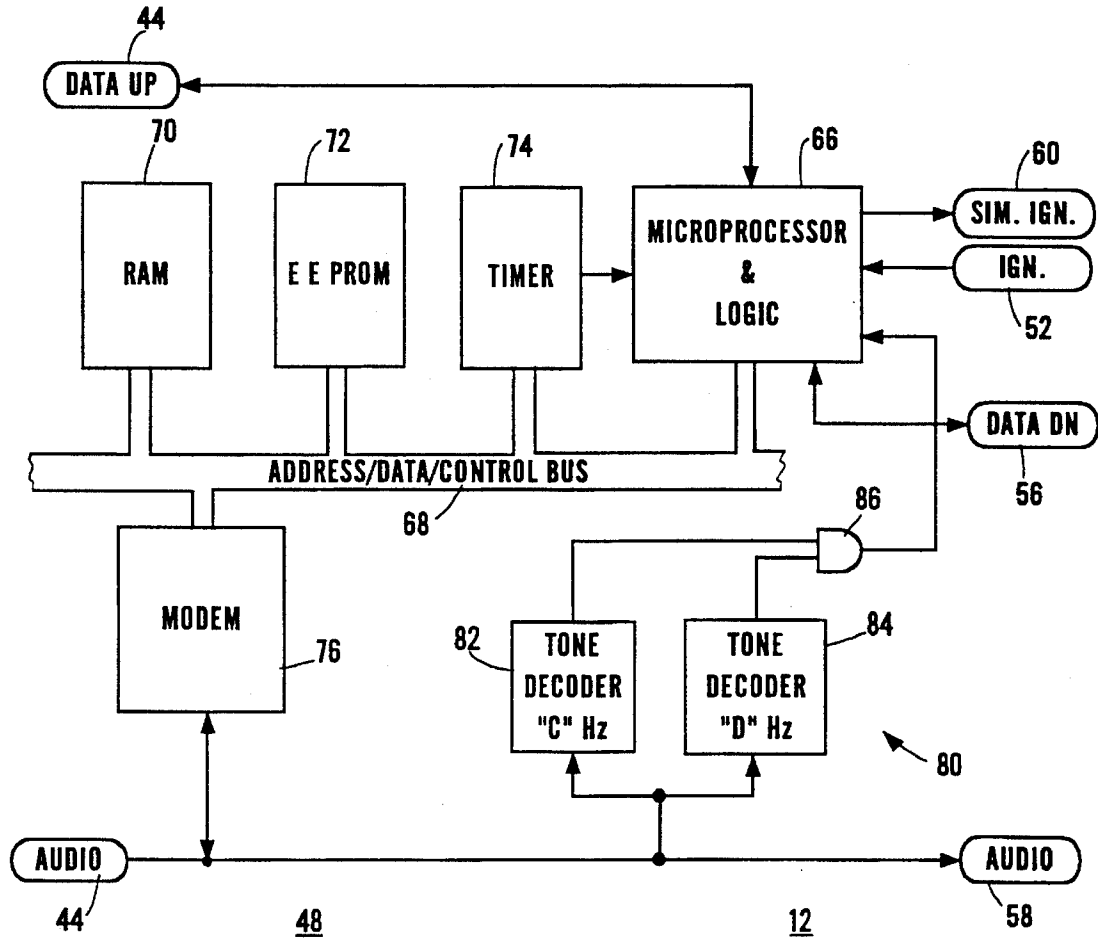 44
DATA UP
70
72
74
66
60
RAM
E E PROM
TIMER
MICROPROCESSOR
&
LOGIC
SIM. IGN.
IGN.
52
DATA DN
56
ADDRESS/DATA/CONTROL BUS
68
86
MODEM
76
82
TONE
DECODER
"C" Hz
TONE
DECODER
"D" Hz
84
80
AUDIO
44
48
12
AUDIO
58